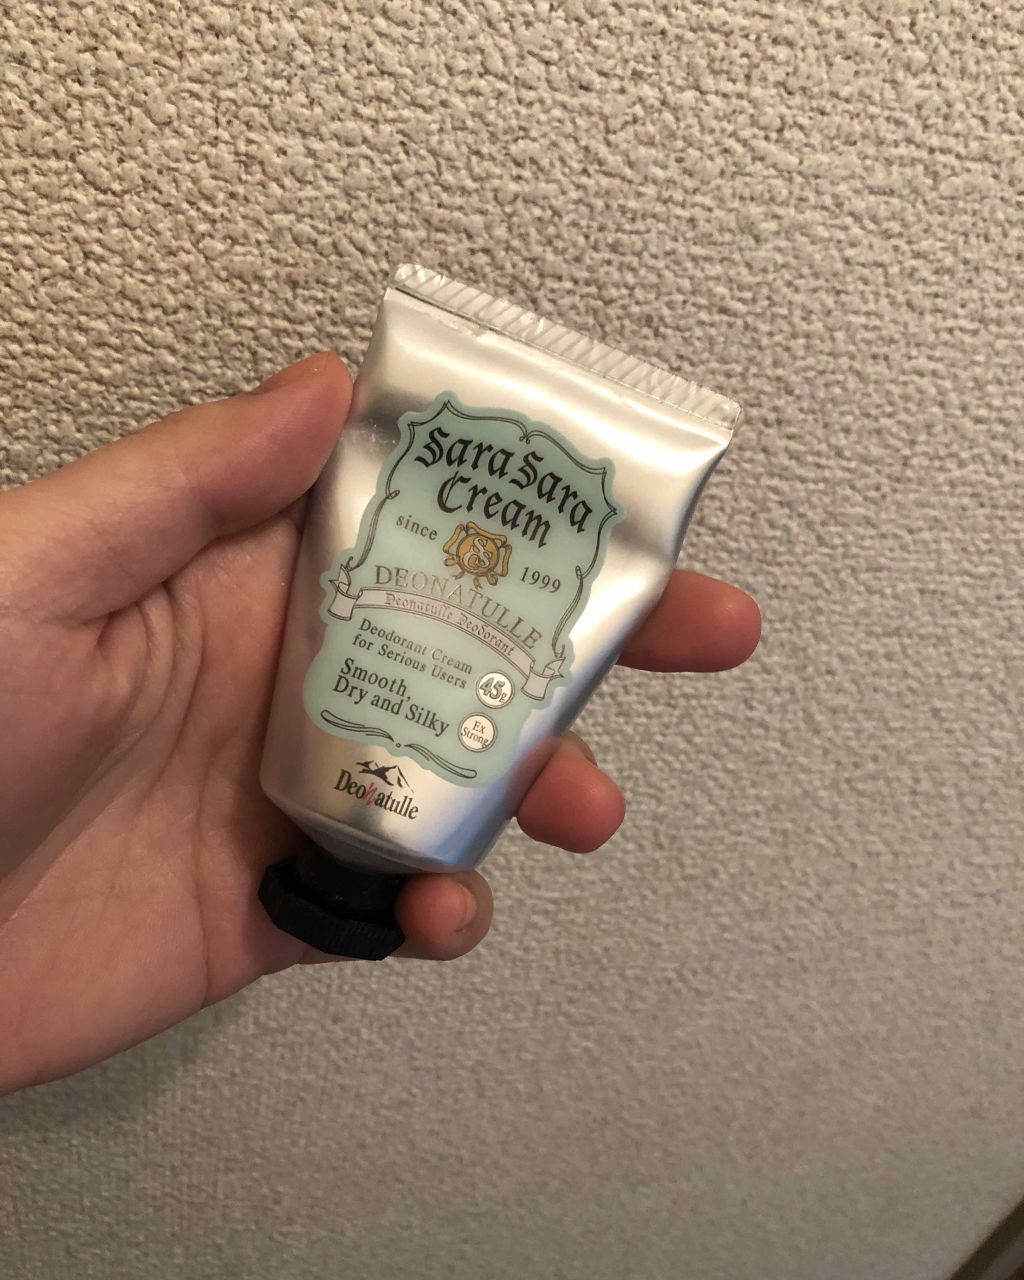 Sara Sara
Cream
since
1999
DEONATULLE
Deonatulle Deodorant
Deodorant Cream
for Serious Users
45g
Smooth,
Dry and Silky
Ex
Strong
DeoNatulle